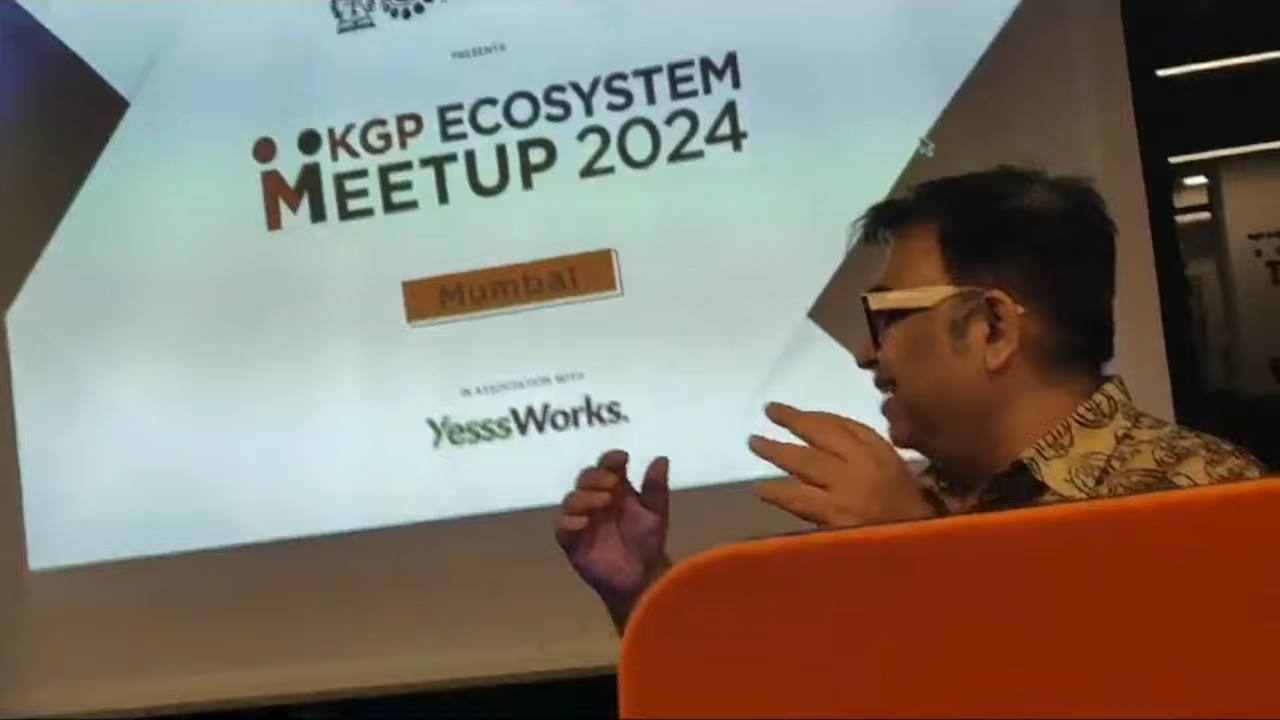 PRESENTS
KGP ECOSYSTEM
MEETUP 2024
Mumbai
IN ASSOCIATION WITH
YesssWorks.